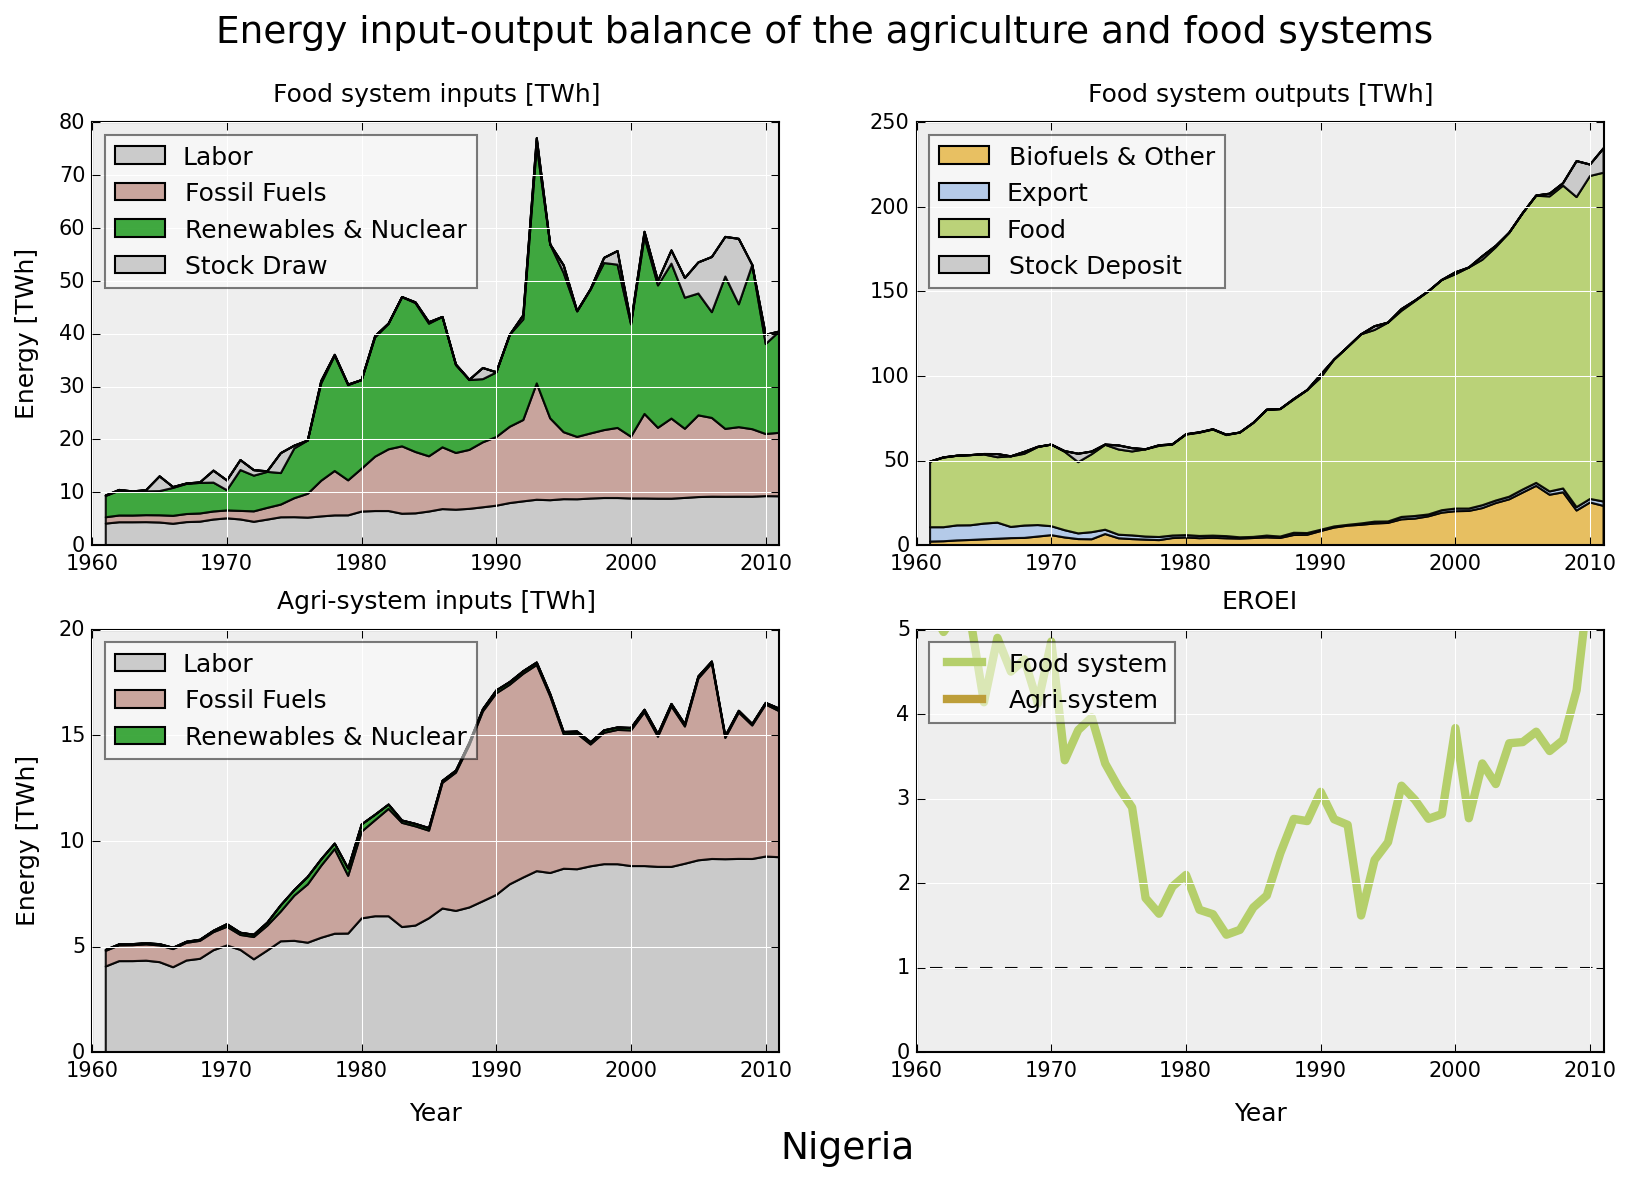 Energy input-output balance of the agriculture and food systems
Food system inputs [TWh]
Energy [TWh]
80
70
60
50
40
30
20
10
0
Labor
Fossil Fuels
Renewables & Nuclear
Stock Draw
1960 1970 1980 1990 2000 2010
Food system outputs [TWh]
250
200
150
100
50
0
Biofuels & Other
Export
Food
Stock Deposit
1960 1970 1980 1990 2000 2010
Agri-system inputs [TWh]
Energy [TWh]
20
15
10
5
0
Labor
Fossil Fuels
Renewables & Nuclear
1960 1970 1980 1990 2000 2010
Year
EROEI
5
4
3
2
1
0
Food system
Agri-system
1960 1970 1980 1990 2000 2010
Year
Nigeria